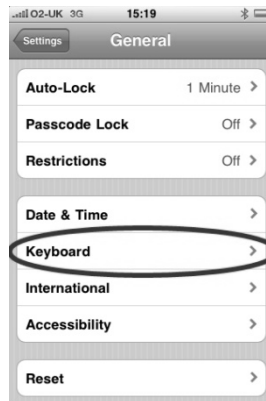 O2-UK 3G 15:19
Settings General
Auto-Lock 1 Minute
Passcode Lock Off
Restrictions Off
Date & Time
Keyboard
International
Accessibility
Reset